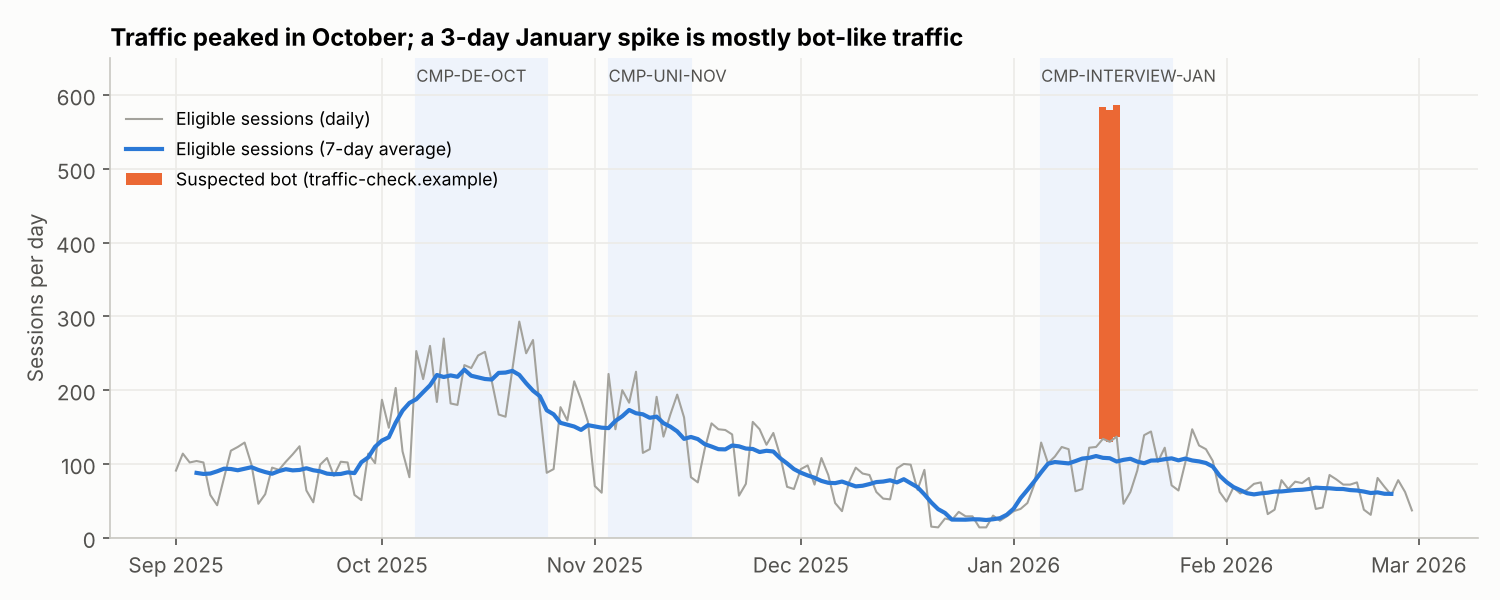 Traffic peaked in October; a 3-day January spike is mostly bot-like traffic
CMP-DE-OCT
CMP-UNI-NOV
CMP-INTERVIEW-JAN
Eligible sessions (daily)
Eligible sessions (7-day average)
Suspected bot (traffic-check.example)
Sessions per day
600
500
400
300
200
100
0
Sep 2025
Oct 2025
Nov 2025
Dec 2025
Jan 2026
Feb 2026
Mar 2026